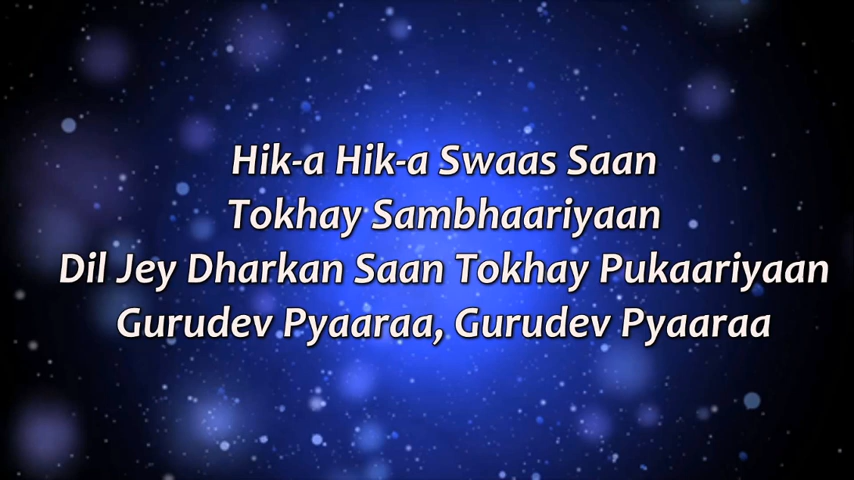 Hik-a Hik-a Swaas Saan
Tokhay Sambhaariyaan
Dil Jey Dharkan Saan Tokhay Pukaariyaan
Gurudev Pyaaraa, Gurudev Pyaaraa